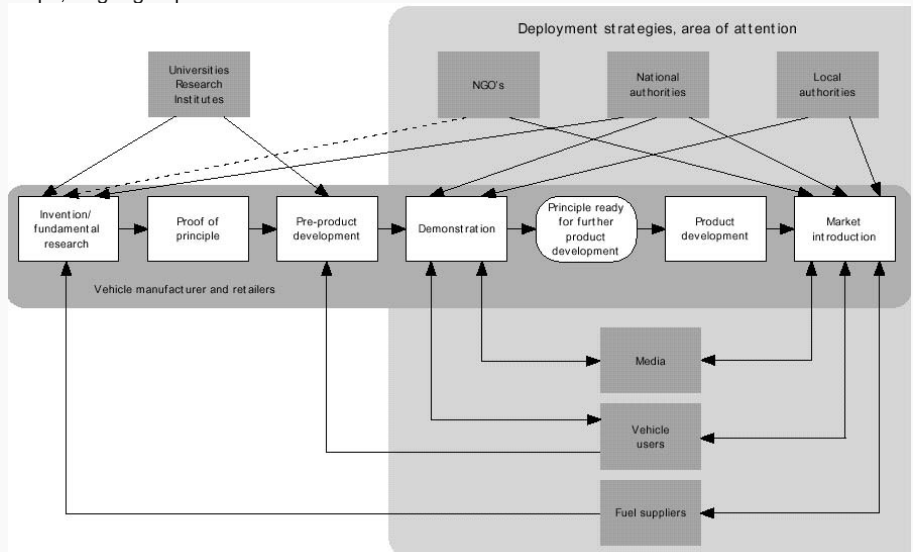 Deployment strategies, area of attention
Universities
Research
Institutes
NGO's
National
authorities
Local
authorities
Invention/
fundamental
research
Proof of
principle
Pre-product
development
Demonstration
Principle ready
for further
product
development
Product
development
Market
introduction
Vehicle manufacturer and retailers
Media
Vehicle
users
Fuel suppliers